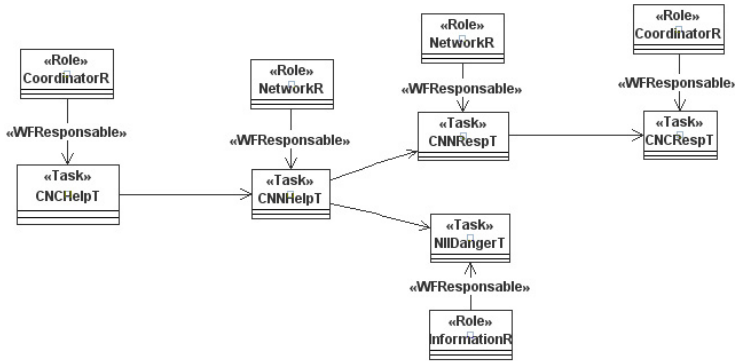 «Role»
CoordinatorR
«WFResponsable»
«Task»
CNCHelpT
«Role»
NetworkR
«WFResponsable»
«Task»
CNNHelpT
«Role»
NetworkR
«WFResponsable»
«Task»
CNNRespT
«Role»
CoordinatorR
«WFResponsable»
«Task»
CNCRespT
«Task»
NIIDangerT
«WFResponsable»
«Role»
InformationR